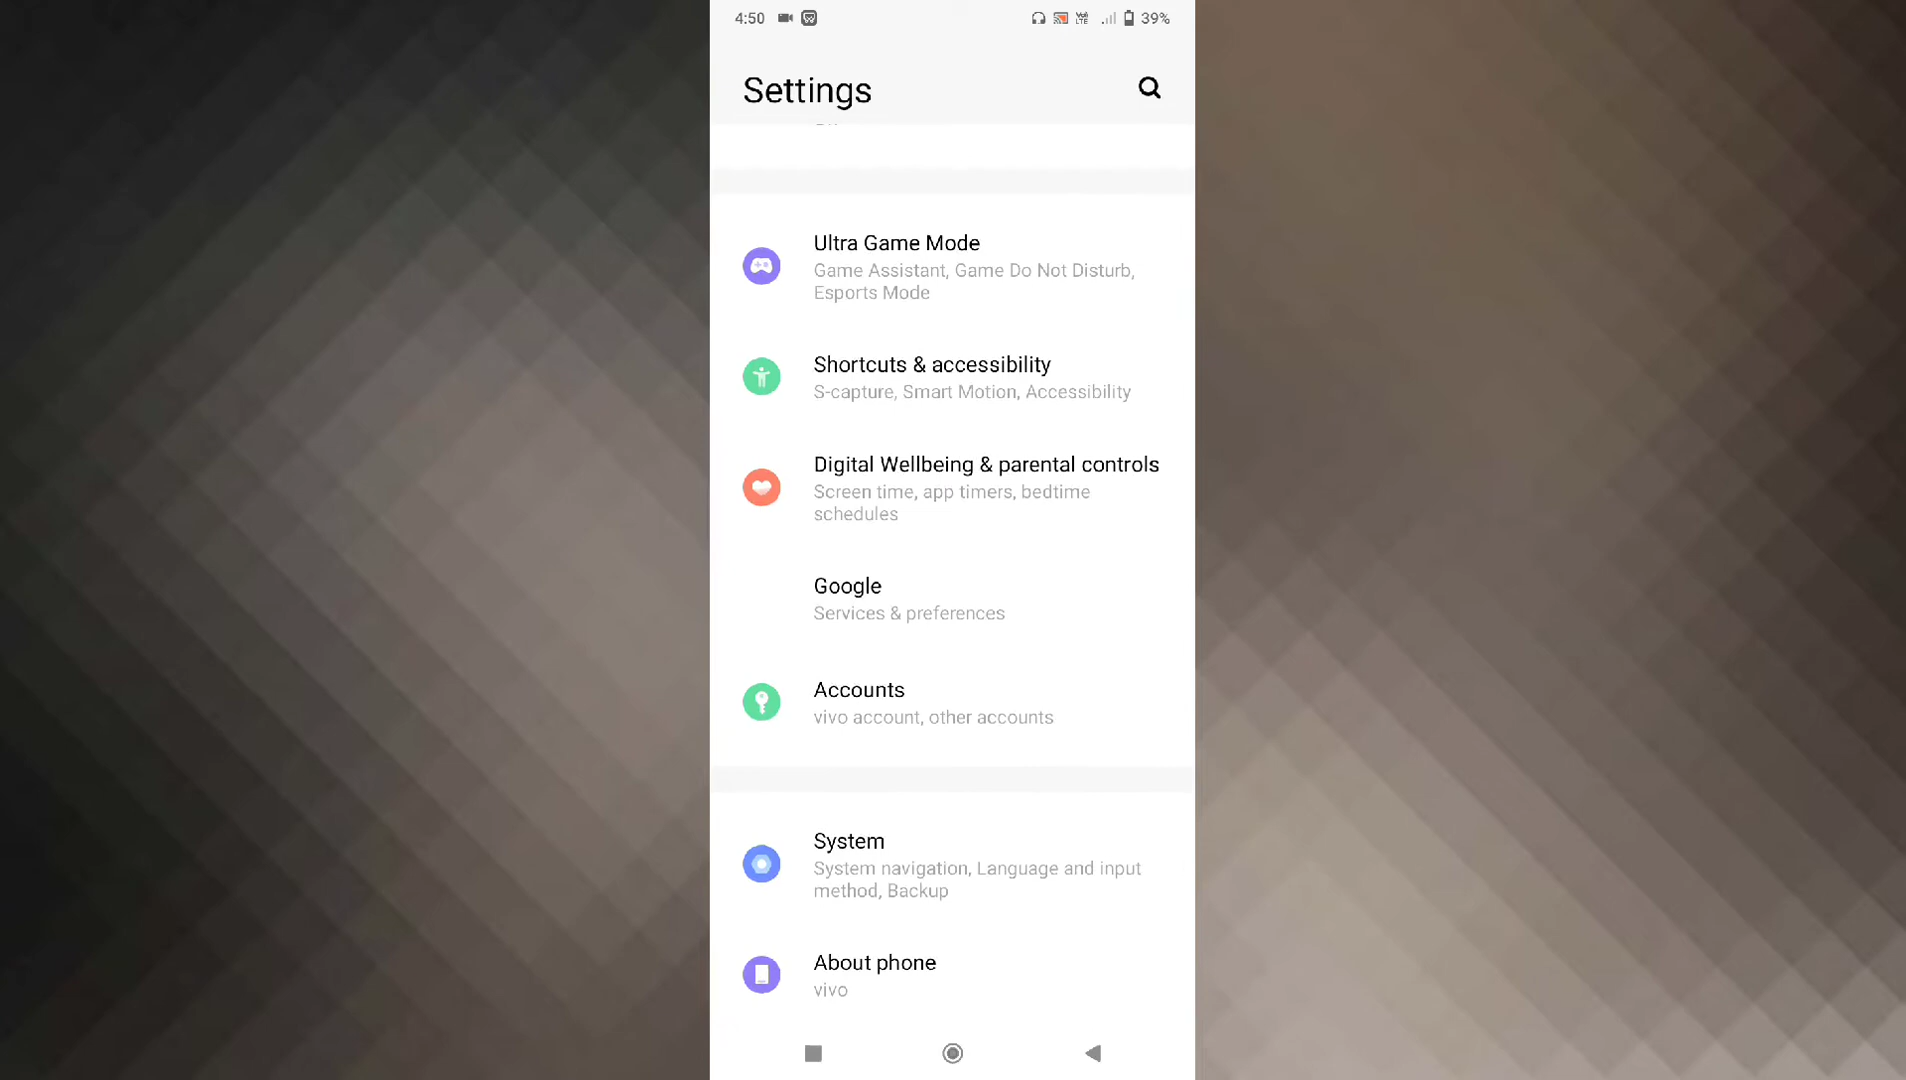 4:50 39%
Settings
Ultra Game Mode
Game Assistant, Game Do Not Disturb,
Esports Mode
Shortcuts & accessibility
S-capture, Smart Motion, Accessibility
Digital Wellbeing & parental controls
Screen time, app timers, bedtime
schedules
Google
Services & preferences
Accounts
vivo account, other accounts
System
System navigation, Language and input
method, Backup
About phone
vivo